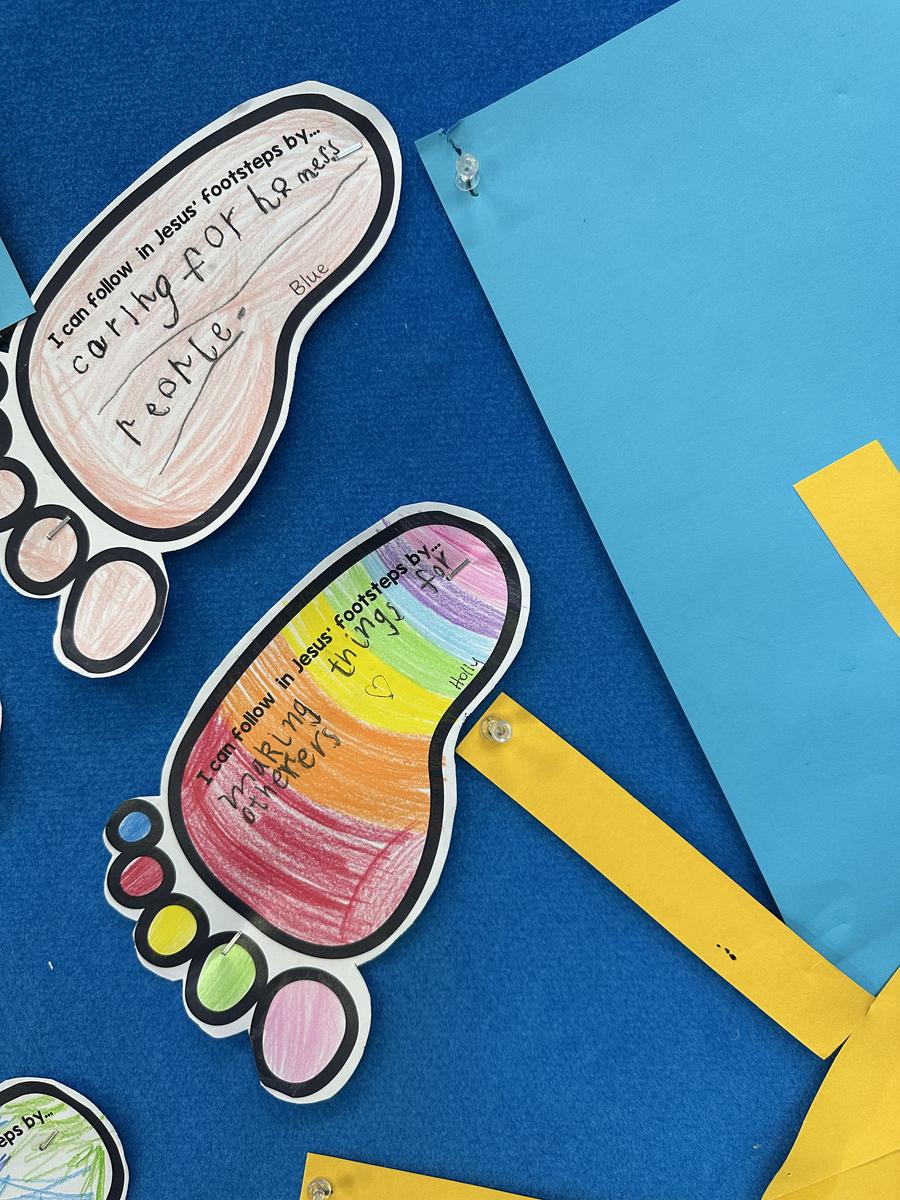 I can follow in Jesus' footsteps by...
caring for homess
people.
Blue
I can follow in Jesus' footsteps by...
making things for
otherers
Holly
eps by...